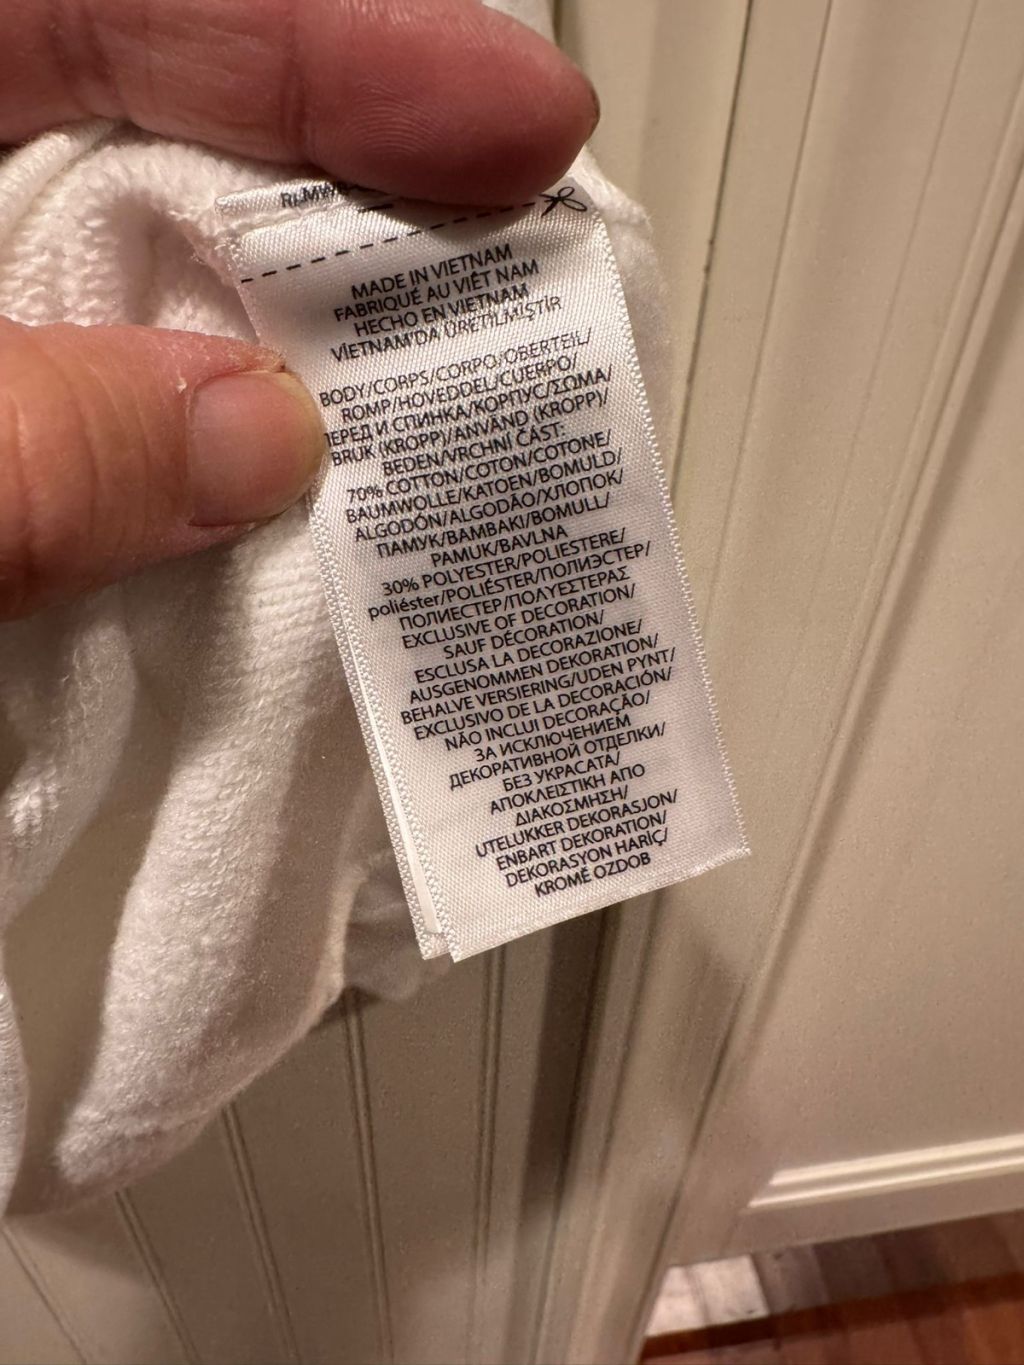 MADE IN VIETNAM
FABRIQUÉ AU VIÊT NAM
HECHO EN VIETNAM
VİETNAM'DA ÜRETİLMİŞTİR
BODY/CORPS/CORPO/OBERTEIL/
ROMP/HOVEDDEL/CUERPO/
ПЕРЕД И СПИНКА/КОРПУС/ΣΩΜΑ/
BRUK (KROPP)/ANVÄND (KROPP)/
BEDEN/VRCHNÍ ČÁST:
70% COTTON/COTON/COTONE/
BAUMWOLLE/KATOEN/BOMULD/
ALGODÓN/ALGODÃO/ХЛОПОК/
ПАМУК/ΒΑΜΒΑΚΙ/BOMULL/
PAMUK/BAVLNA
30% POLYESTER/POLIESTERE/
poliéster/POLIÉSTER/ПОЛИЭСТЕР/
ПОЛИЕСТЕР/ΠΟΛΥΕΣΤΕΡΑΣ
EXCLUSIVE OF DECORATION/
SAUF DÉCORATION/
ESCLUSA LA DECORAZIONE/
AUSGENOMMEN DEKORATION/
BEHALVE VERSIERING/UDEN PYNT/
EXCLUSIVO DE LA DECORACIÓN/
NÃO INCLUI DECORAÇÃO/
ЗА ИСКЛЮЧЕНИЕМ
ДЕКОРАТИВНОЙ ОТДЕЛКИ/
БЕЗ УКРАСАТА/
ΑΠΟΚΛΕΙΣΤΙΚΗ ΑΠΟ
ΔΙΑΚΟΣΜΗΣΗ/
UTELUKKER DEKORASJON/
ENBART DEKORATION/
DEKORASYON HARİÇ/
KROMĚ OZDOB